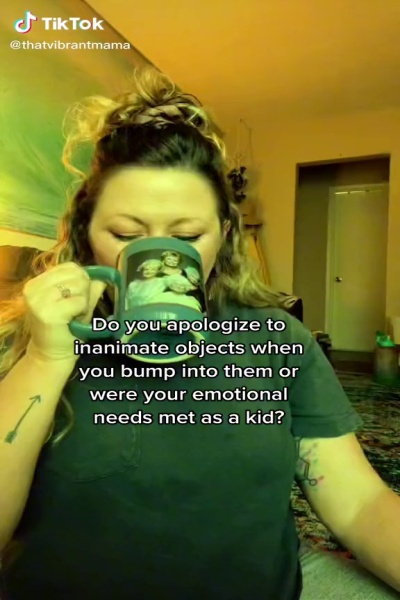 TikTok
@thatvibrantmama
Do you apologize to
inanimate objects when
you bump into them or
were your emotional
needs met as a kid?